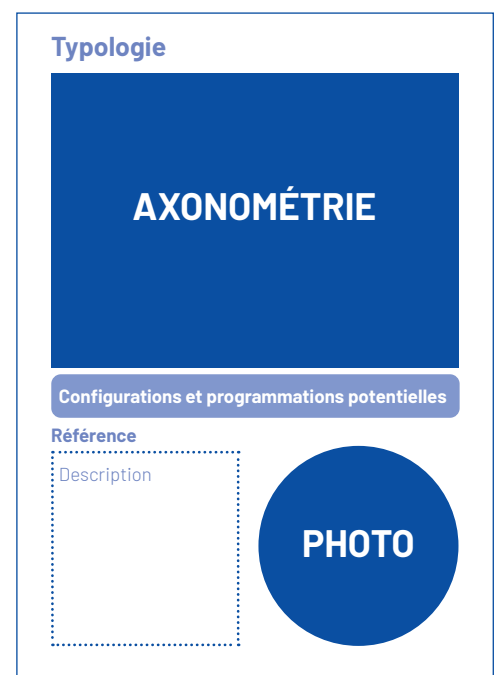 Typologie
AXONOMÉTRIE
Configurations et programmations potentielles
Référence
Description
PHOTO